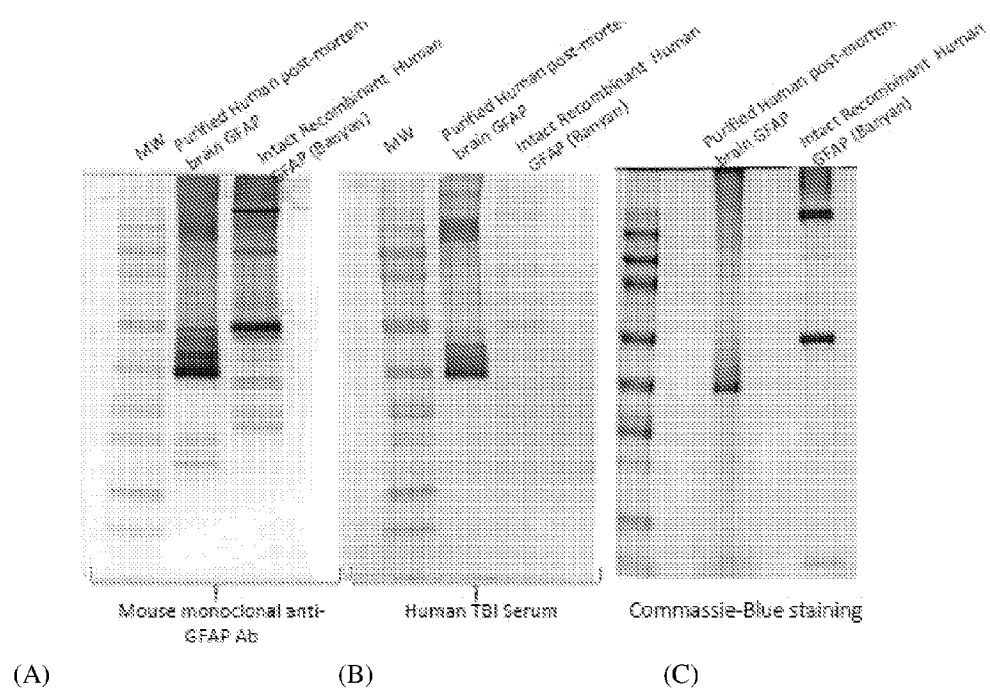 MW
Purified Human post-mortem
brain GFAP
Intact Recombinant Human
GFAP (Banyan)
MW
Purified Human post-morte
brain GFAP
Intact Recombinant Human
GFAP (Banyan)
Purified Human post-mortem
brain GFAP
Intact Recombinant Human
GFAP (Banyan)
Mouse monoclonal anti-
GFAP Ab
Human TBI Serum
Commassie-Blue staining
(A)
(B)
(C)